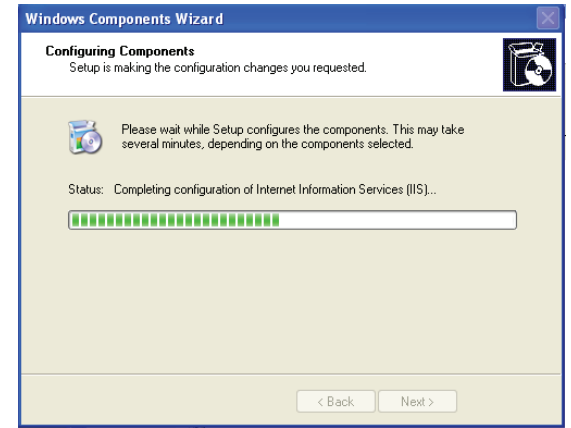 Windows Components Wizard
Configuring Components
Setup is making the configuration changes you requested.
Please wait while Setup configures the components. This may take
several minutes, depending on the components selected.
Status: Completing configuration of Internet Information Services (IIS)...
< Back Next >